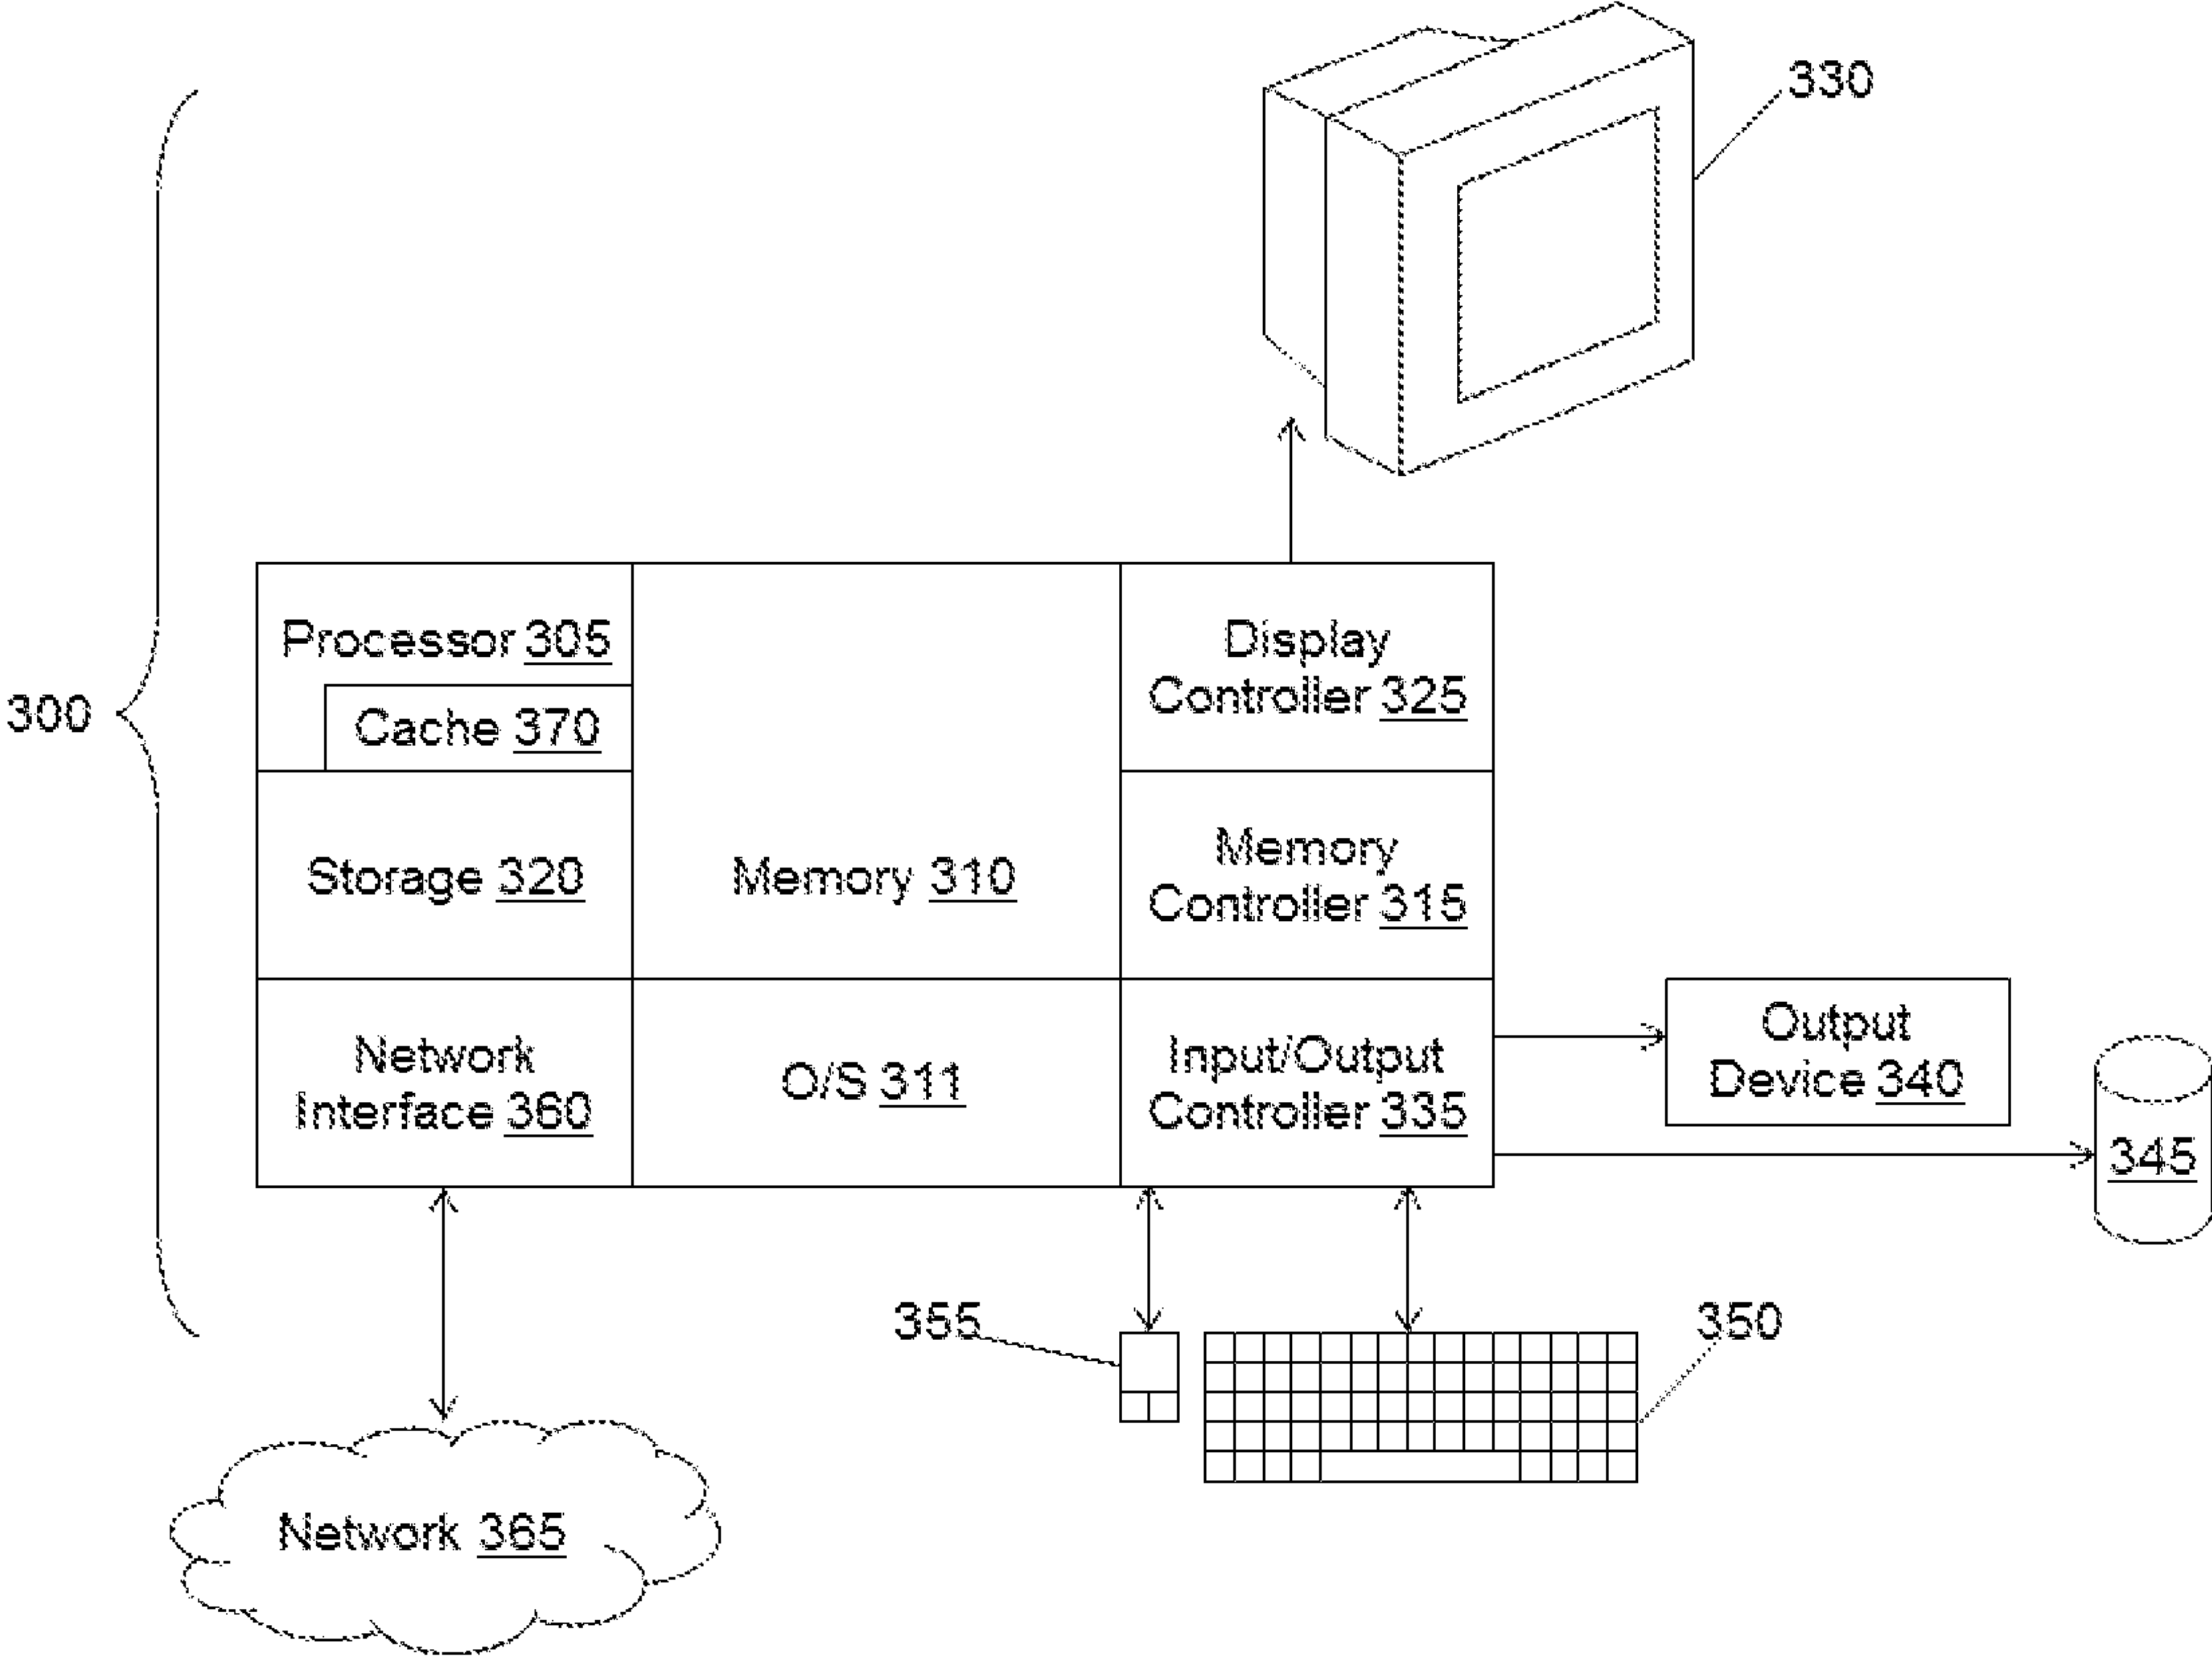 330
Processor 305
Display
Controller 325
300
Cache 370
Storage 320
Memory 310
Memory
Controller 315
Network
Interface 360
O/S 311
Input/Output
Controller 335
Output
Device 340
345
355
350
Network 365